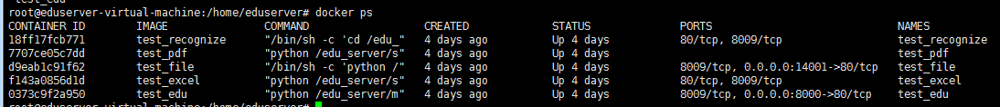 test_edu
root@eduserver-virtual-machine:/home/eduserver# docker ps
CONTAINER ID IMAGE COMMAND CREATED STATUS PORTS NAMES
18ff17fcb771 test_recognize "/bin/sh -c 'cd /edu_" 4 days ago Up 4 days 80/tcp, 8009/tcp test_recognize
7707ce05c7dd test_pdf "python /edu_server/s" 4 days ago Up 4 days test_pdf
d9eab1c91f62 test_file "/bin/sh -c 'python /" 4 days ago Up 4 days 8009/tcp, 0.0.0.0:14001->80/tcp test_file
f143a0856d1d test_excel "python /edu_server/s" 4 days ago Up 4 days 80/tcp, 8009/tcp test_excel
0373c9f2a950 test_edu "python /edu_server/m" 4 days ago Up 4 days 8009/tcp, 0.0.0.0:8000->80/tcp test_edu
root@eduserver-virtual-machine:/home/eduserver#